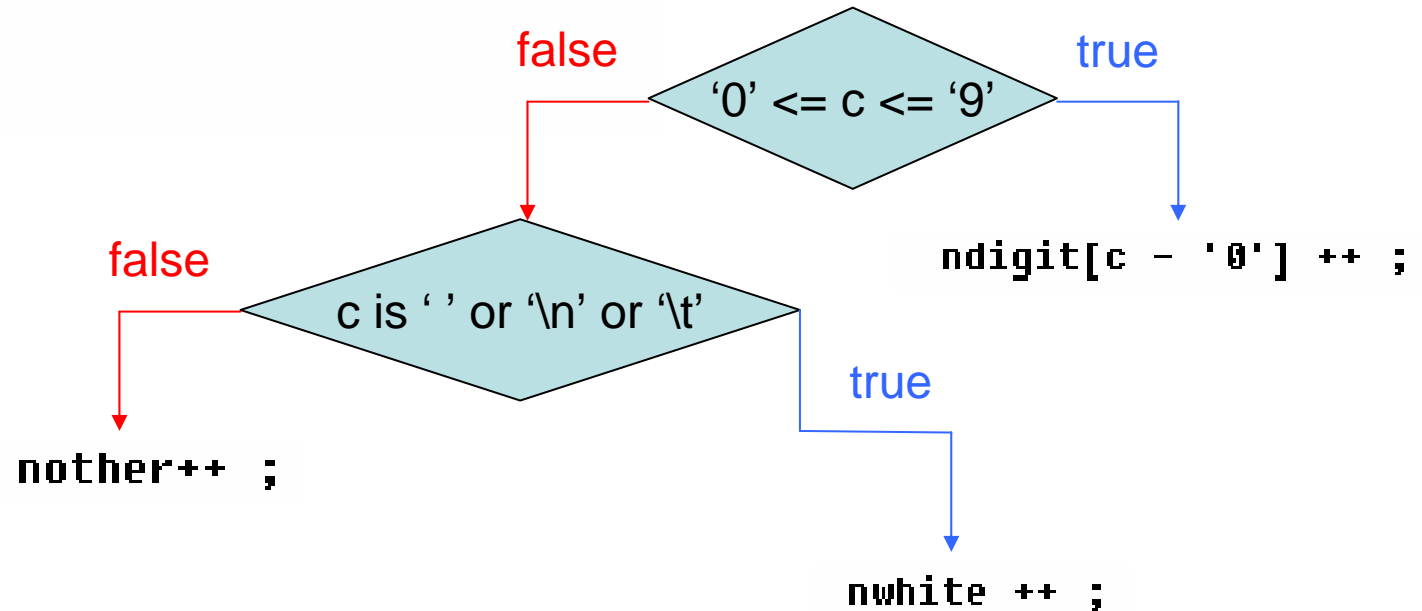 false
true
‘0’ <= c <= ‘9’
false
ndigit[c - '0'] ++ ;
c is ‘ ’ or ‘\n’ or ‘\t’
true
nother++ ;
nwhite ++ ;